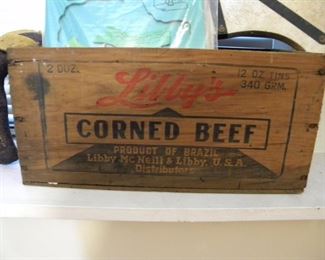 2 DOZ.
Libby's
12 OZ TINS
340 GRM.
CORNED BEEF
PRODUCT OF BRAZIL
Libby McNeill & Libby, U.S.A.
Distributors